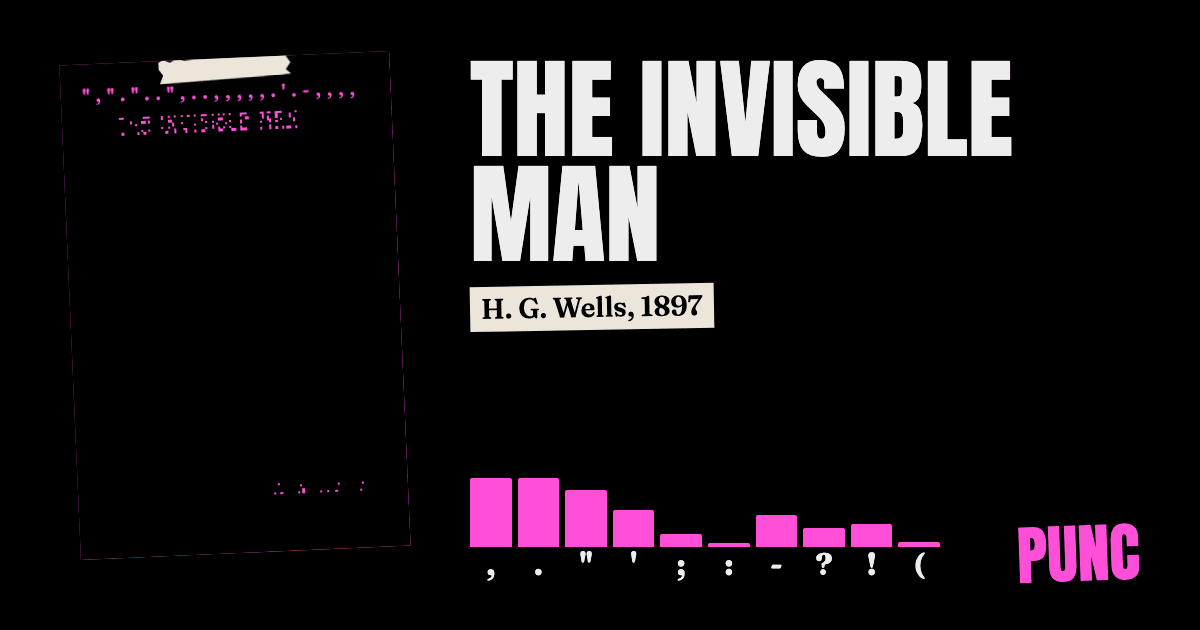 ","."..",..,,,,,.'.-,,,,
THE INVISIBLE
MAN
H. G. Wells, 1897
, . " ' ; : - ? ! (
PUNC